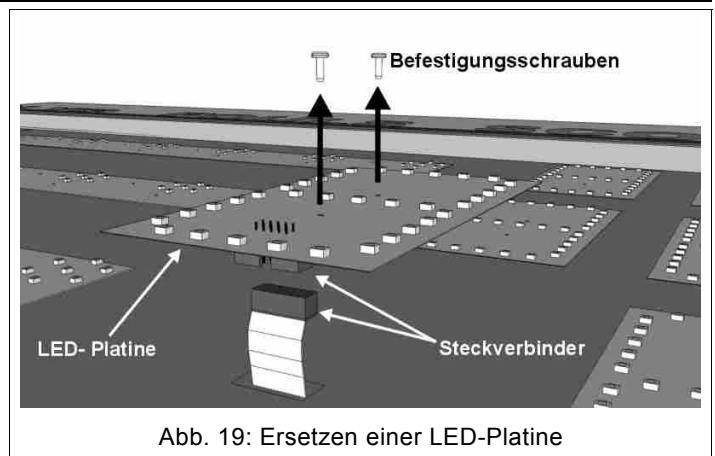 Befestigungsschrauben
LED- Platine
Steckverbinder
Abb. 19: Ersetzen einer LED-Platine